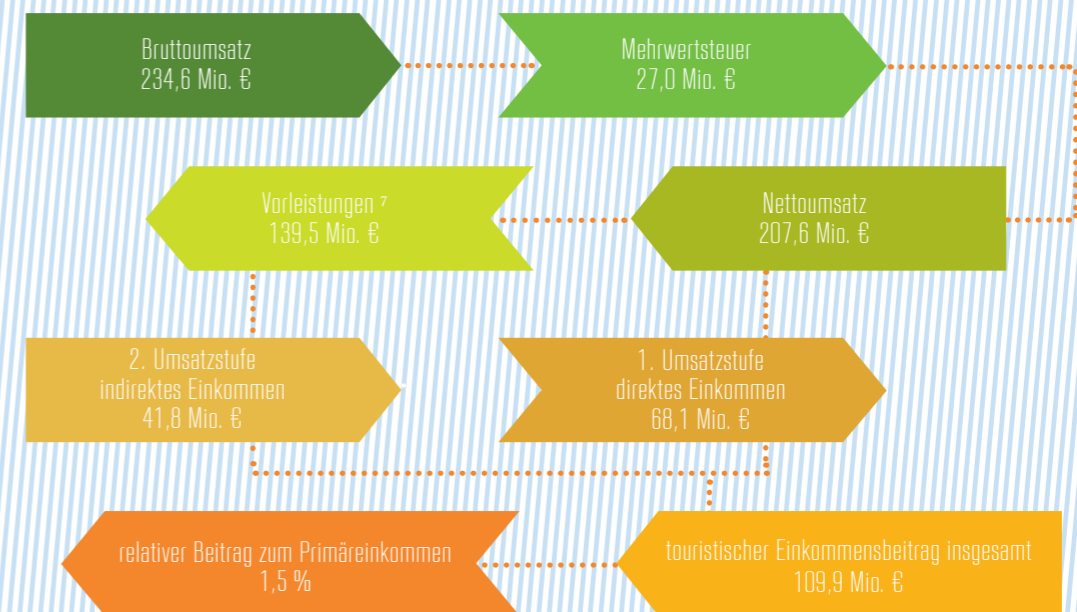 Bruttoumsatz
234,6 Mio. €
Mehrwertsteuer
27,0 Mio. €
Nettoumsatz
207,6 Mio. €
Vorleistungen ⁷
139,5 Mio. €
1. Umsatzstufe
direktes Einkommen
68,1 Mio. €
2. Umsatzstufe
indirektes Einkommen
41,8 Mio. €
touristischer Einkommensbeitrag insgesamt
109,9 Mio. €
relativer Beitrag zum Primäreinkommen
1,5 %